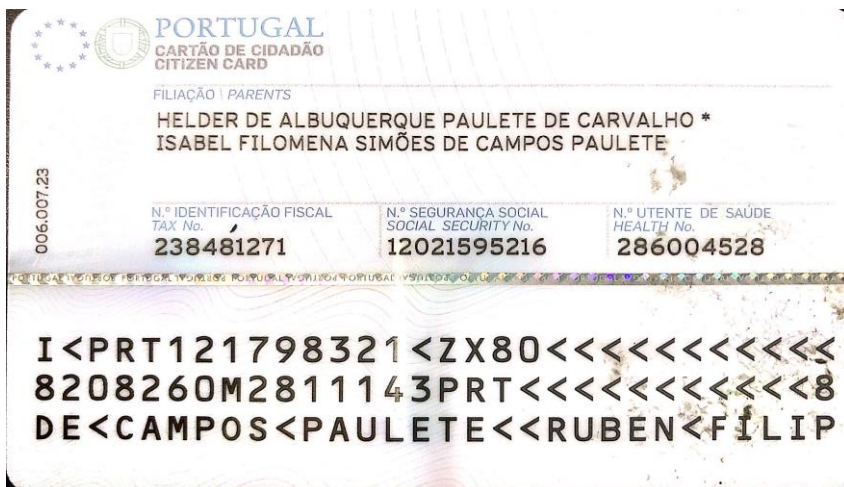 PORTUGAL
CARTÃO DE CIDADÃO
CITIZEN CARD
FILIAÇÃO | PARENTS
HELDER DE ALBUQUERQUE PAULETE DE CARVALHO *
ISABEL FILOMENA SIMÕES DE CAMPOS PAULETE
006.007.23
N.º IDENTIFICAÇÃO FISCAL
TAX No.
238481271
N.º SEGURANÇA SOCIAL
SOCIAL SECURITY No.
12021595216
N.º UTENTE DE SAÚDE
HEALTH No.
286004528
I<PRT121798321<ZX80<<<<<<<<<<<
8208260M2811143PRT<<<<<<<<<<<8
DE<CAMPOS<PAULETE<<RUBEN<FILIP